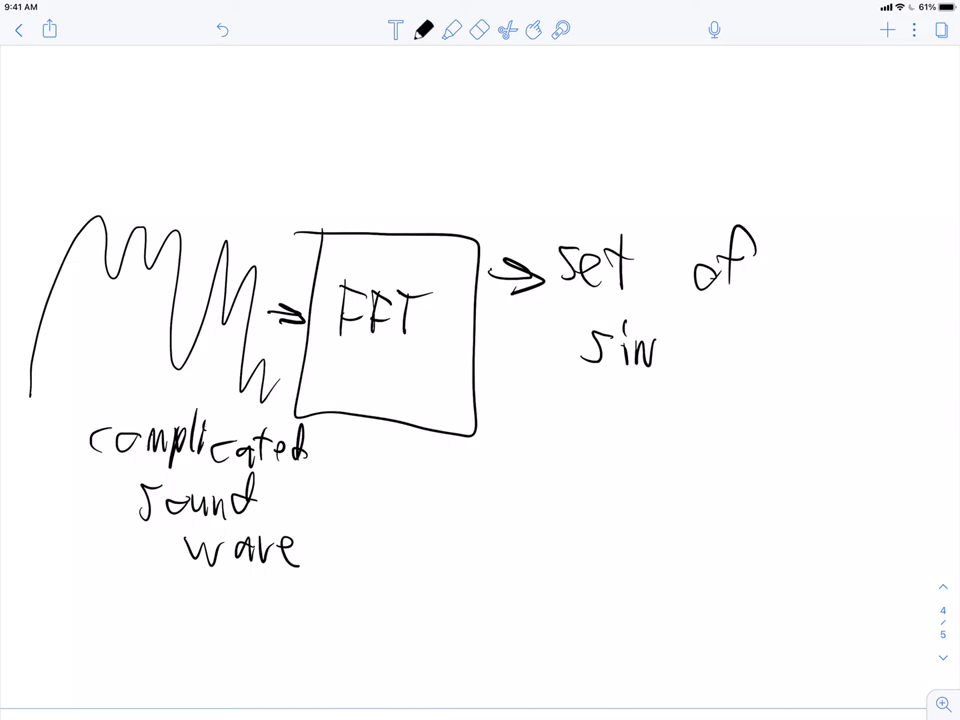 9:41 AM
61%
T
FFT
set of
sin
complicated
sound
wave
4
/
5